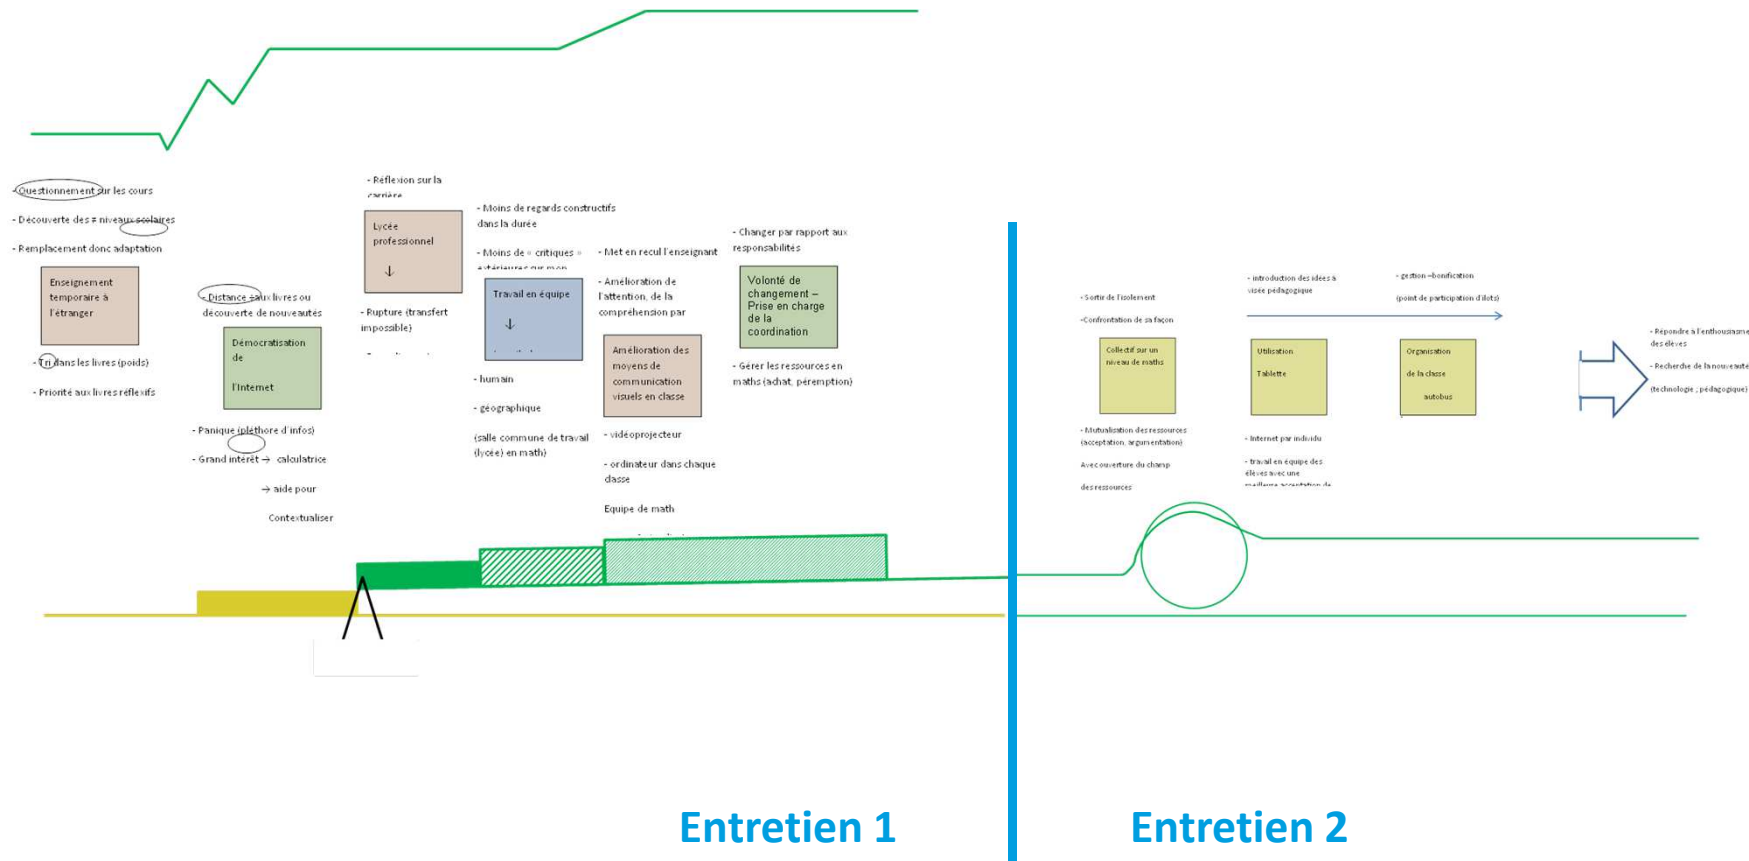 - Questionnement sur les cours
- Découverte des ≠ niveaux scolaires
- Remplacement donc adaptation
Enseignement
temporaire à
l'étranger
- Tri dans les livres (poids)
- Priorité aux livres réflexifs
- Distance aux livres ou
découverte de nouveautés
Démocratisation
de
l'Internet
- Panique (pléthore d'infos)
- Grand intérêt → calculatrice
→ aide pour
Contextualiser
- Réflexion sur la
carrière
Lycée
professionnel
↓
- Rupture (transfert
impossible)
- Moins de regards constructifs
dans la durée
- Moins de « critiques »
extérieures sur mon
Travail en équipe
↓
- humain
- géographique
(salle commune de travail
(lycée) en math)
- Met en recul l'enseignant
- Amélioration de
l'attention, de la
compréhension par
Amélioration des
moyens de
communication
visuels en classe
- vidéoprojecteur
- ordinateur dans chaque
classe
Equipe de math
- Changer par rapport aux
responsabilités
Volonté de
changement –
Prise en charge
de la
coordination
- Gérer les ressources en
maths (achat, péremption)
- Sortir de l'isolement
-Confrontation de sa façon
Collectif sur un
niveau de maths
- Mutualisation des ressources
(acceptation, argumentation)
Avec ouverture du champ
des ressources
- introduction des idées à
visée pédagogique
Utilisation
Tablette
- Internet par individu
- travail en équipe des
élèves avec une
meilleure acceptation de
- gestion –bonification
(point de participation d'ilots)
Organisation
de la classe
autobus
- Répondre à l'enthousiasme
des élèves
- Recherche de la nouveauté
(technologie ; pédagogique)
Entretien 1
Entretien 2